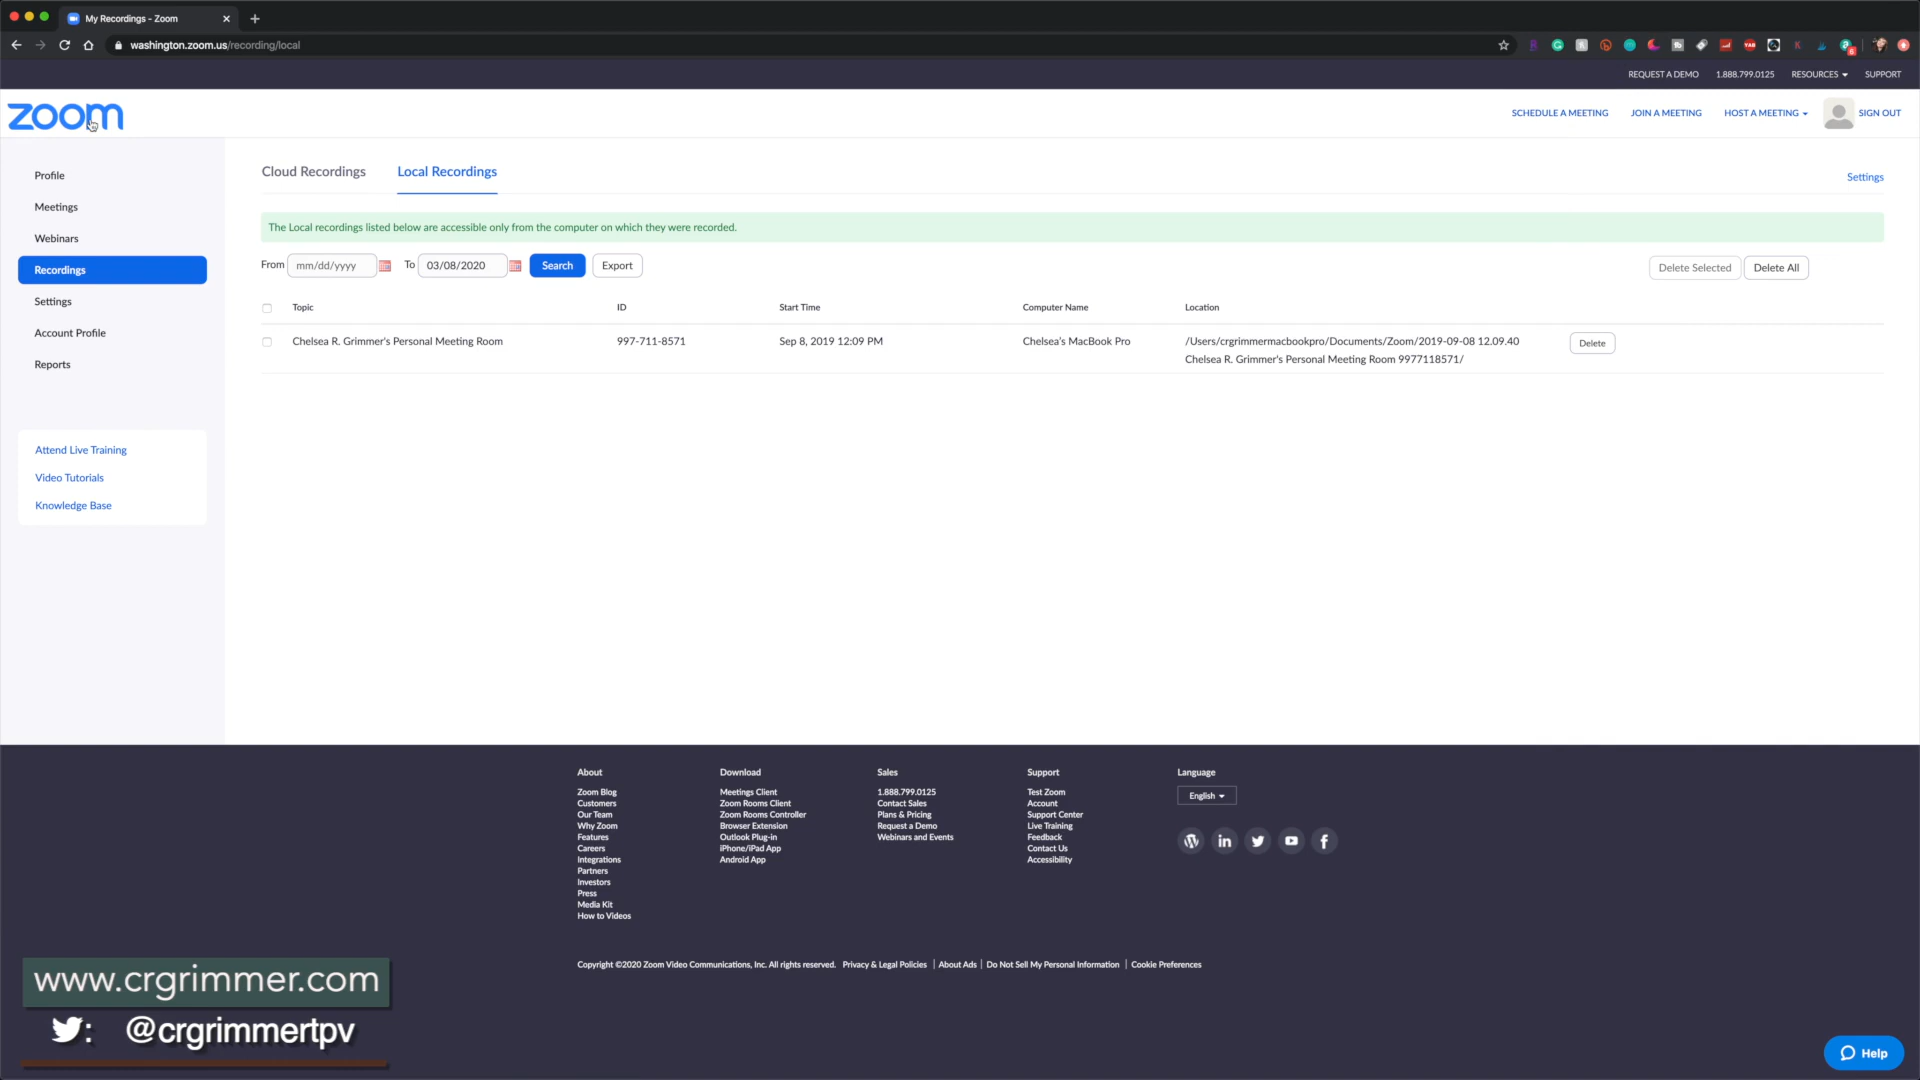 My Recordings - Zoom
washington.zoom.us/recording/local
REQUEST A DEMO 1.888.799.0125 RESOURCES SUPPORT
zoom
SCHEDULE A MEETING JOIN A MEETING HOST A MEETING SIGN OUT
Profile
Meetings
Webinars
Recordings
Settings
Account Profile
Reports
Attend Live Training
Video Tutorials
Knowledge Base
Cloud Recordings Local Recordings
Settings
The Local recordings listed below are accessible only from the computer on which they were recorded.
From mm/dd/yyyy To 03/08/2020 Search Export
Delete Selected Delete All
Topic ID Start Time Computer Name Location
Chelsea R. Grimmer's Personal Meeting Room 997-711-8571 Sep 8, 2019 12:09 PM Chelsea's MacBook Pro /Users/crgrimmermacbookpro/Documents/Zoom/2019-09-08 12.09.40 Delete
Chelsea R. Grimmer's Personal Meeting Room 9977118571/
About
Zoom Blog
Customers
Our Team
Why Zoom
Features
Careers
Integrations
Partners
Investors
Press
Media Kit
How to Videos
Download
Meetings Client
Zoom Rooms Client
Zoom Rooms Controller
Browser Extension
Outlook Plug-in
iPhone/iPad App
Android App
Sales
1.888.799.0125
Contact Sales
Plans & Pricing
Request a Demo
Webinars and Events
Support
Test Zoom
Account
Support Center
Live Training
Feedback
Contact Us
Accessibility
Language
English
Copyright ©2020 Zoom Video Communications, Inc. All rights reserved. Privacy & Legal Policies | About Ads | Do Not Sell My Personal Information | Cookie Preferences
www.crgrimmer.com
: @crgrimmertpv
Help